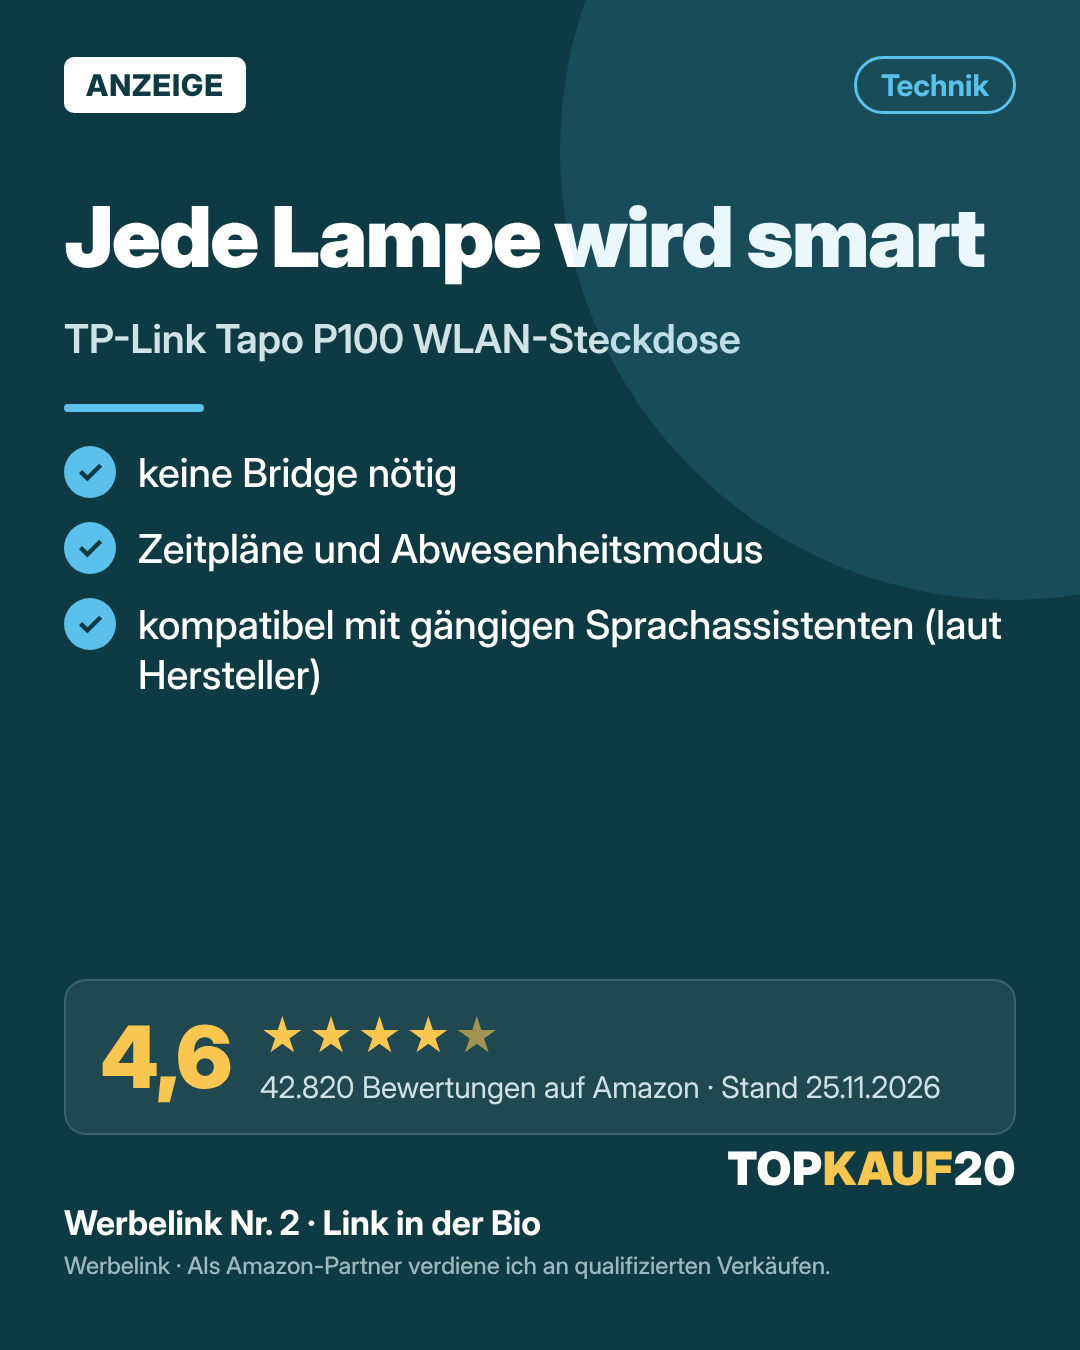 ANZEIGE
Technik
Jede Lampe wird smart
TP-Link Tapo P100 WLAN-Steckdose
keine Bridge nötig
Zeitpläne und Abwesenheitsmodus
kompatibel mit gängigen Sprachassistenten (laut
Hersteller)
4,6
42.820 Bewertungen auf Amazon · Stand 25.11.2026
TOPKAUF20
Werbelink Nr. 2 · Link in der Bio
Werbelink · Als Amazon-Partner verdiene ich an qualifizierten Verkäufen.